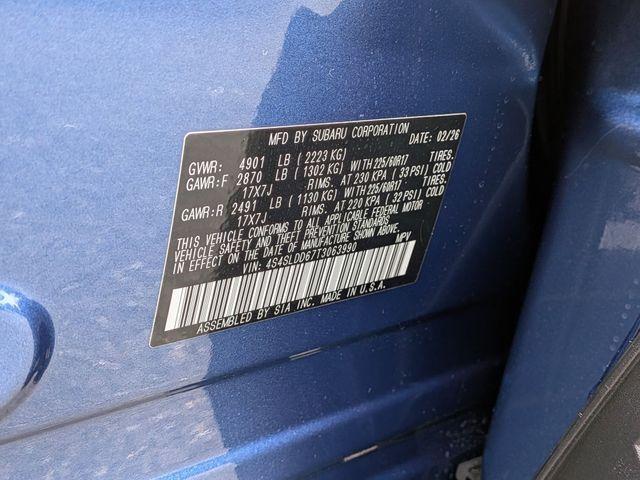 MFD BY SUBARU CORPORATION DATE: 02/26
GVWR: 4901 LB ( 2223 KG)
GAWR:F 2870 LB ( 1302 KG) WITH 225/60R17 TIRES.
17X7J RIMS. AT 230 KPA ( 33 PSI) COLD
GAWR:R 2491 LB ( 1130 KG) WITH 225/60R17 TIRES.
17X7J RIMS. AT 220 KPA ( 32 PSI) COLD
THIS VEHICLE CONFORMS TO ALL APPLICABLE FEDERAL MOTOR
VEHICLE SAFETY AND THEFT PREVENTION STANDARDS
IN EFFECT ON THE DATE OF MANUFACTURE SHOWN ABOVE.
VIN: 4S4SLDD67T3063990 MPV
ASSEMBLED BY SIA INC. MADE IN U.S.A.